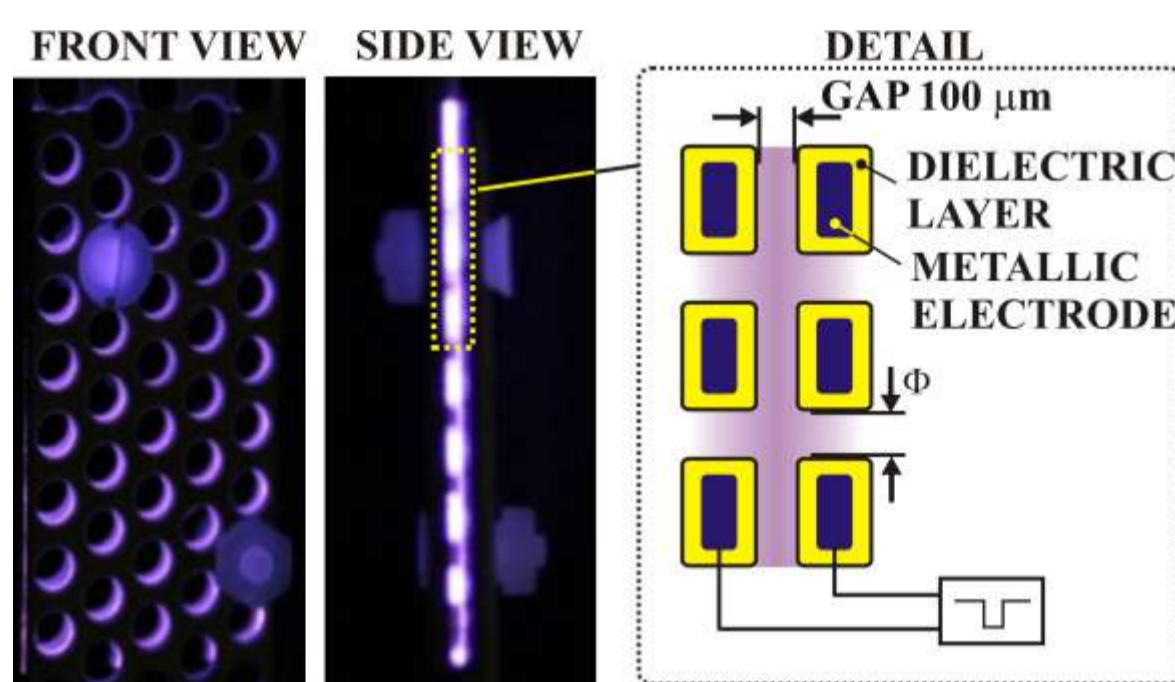 FRONT VIEW
SIDE VIEW
DETAIL
GAP 100 μm
DIELECTRIC
LAYER
METALLIC
ELECTRODE
Φ